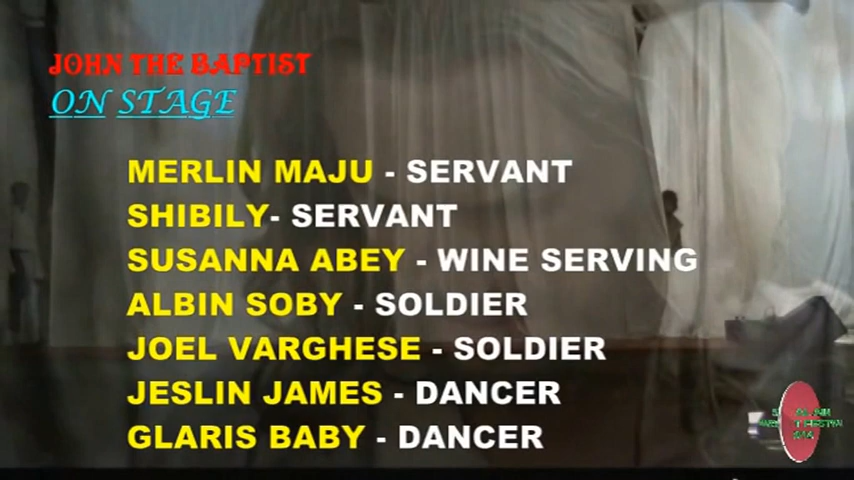 JOHN THE BAPTIST
ON STAGE
MERLIN MAJU - SERVANT
SHIBILY- SERVANT
SUSANNA ABEY - WINE SERVING
ALBIN SOBY - SOLDIER
JOEL VARGHESE - SOLDIER
JESLIN JAMES - DANCER
GLARIS BABY - DANCER